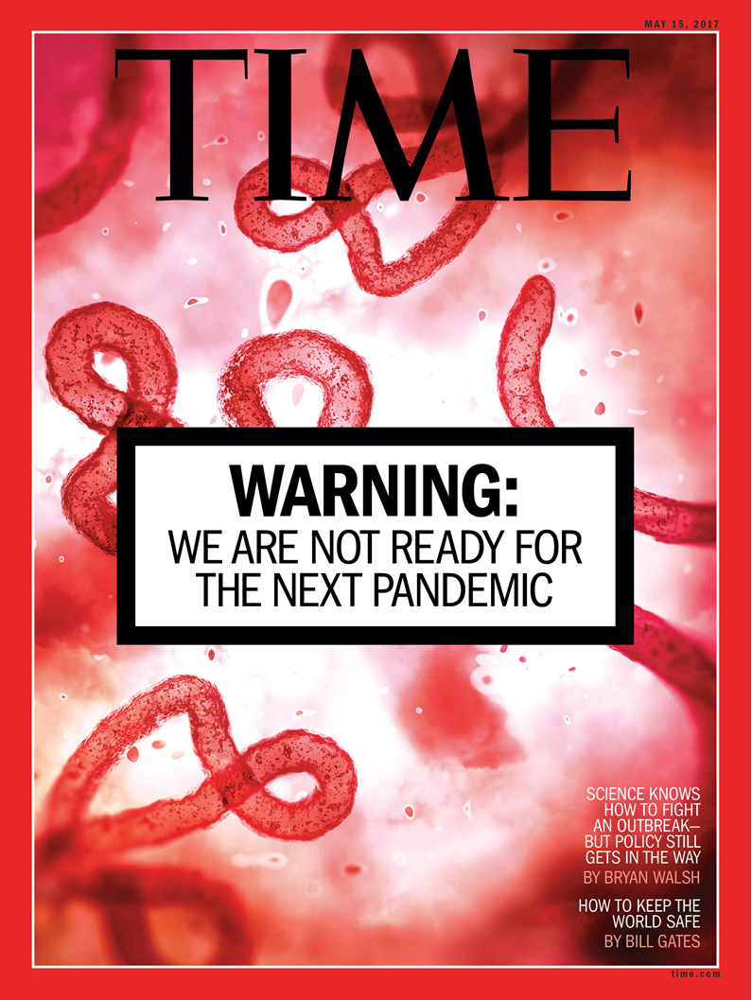 MAY 15, 2017
TIME
WARNING:
WE ARE NOT READY FOR
THE NEXT PANDEMIC
SCIENCE KNOWS
HOW TO FIGHT
AN OUTBREAK—
BUT POLICY STILL
GETS IN THE WAY
BY BRYAN WALSH
HOW TO KEEP THE
WORLD SAFE
BY BILL GATES
time.com